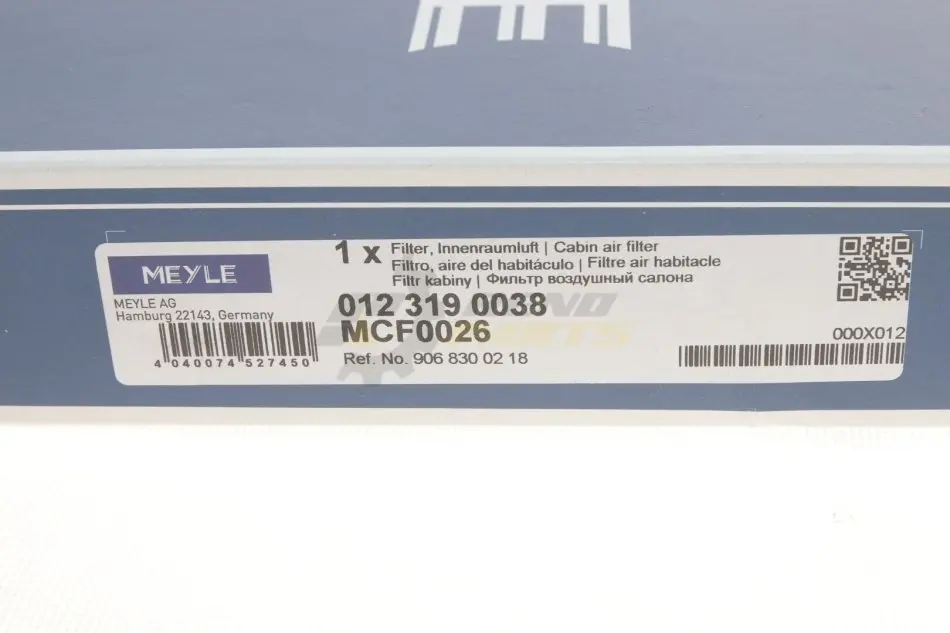 MEYLE
MEYLE AG
Hamburg 22143, Germany
4 040074 527450
1 x
Filter, Innenraumluft | Cabin air filter
Filtro, aire del habitáculo | Filtre air habitacle
Filtr kabiny | Фильтр воздушный салона
012 319 0038
MCF0026
Ref. No. 906 830 02 18
000X012
PARTS